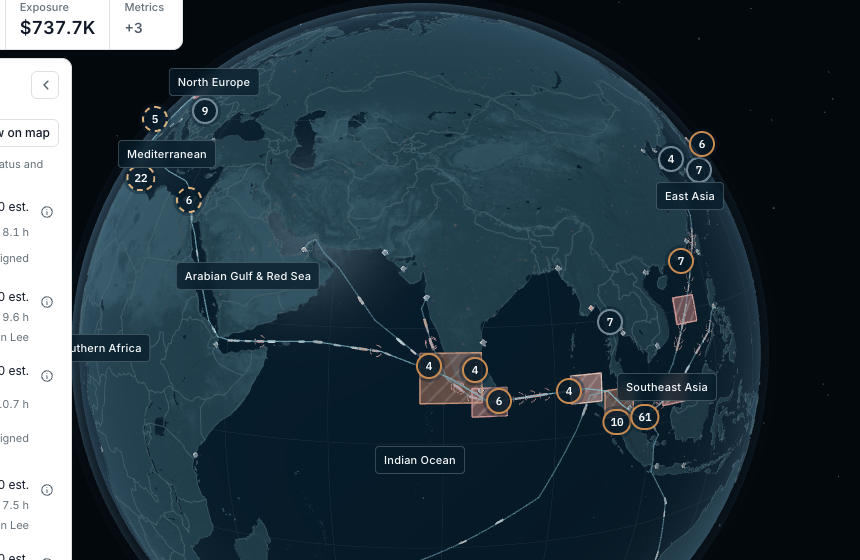 Exposure
Metrics
$737.7K
+3
w on map
atus and
0 est.
8.1 h
igned
0 est.
9.6 h
n Lee
0 est.
0.7 h
igned
0 est.
7.5 h
n Lee
0 est.
North Europe
5
9
Mediterranean
22
6
Arabian Gulf & Red Sea
uthern Africa
6
4
7
East Asia
7
7
4
4
6
4
Southeast Asia
10
61
Indian Ocean